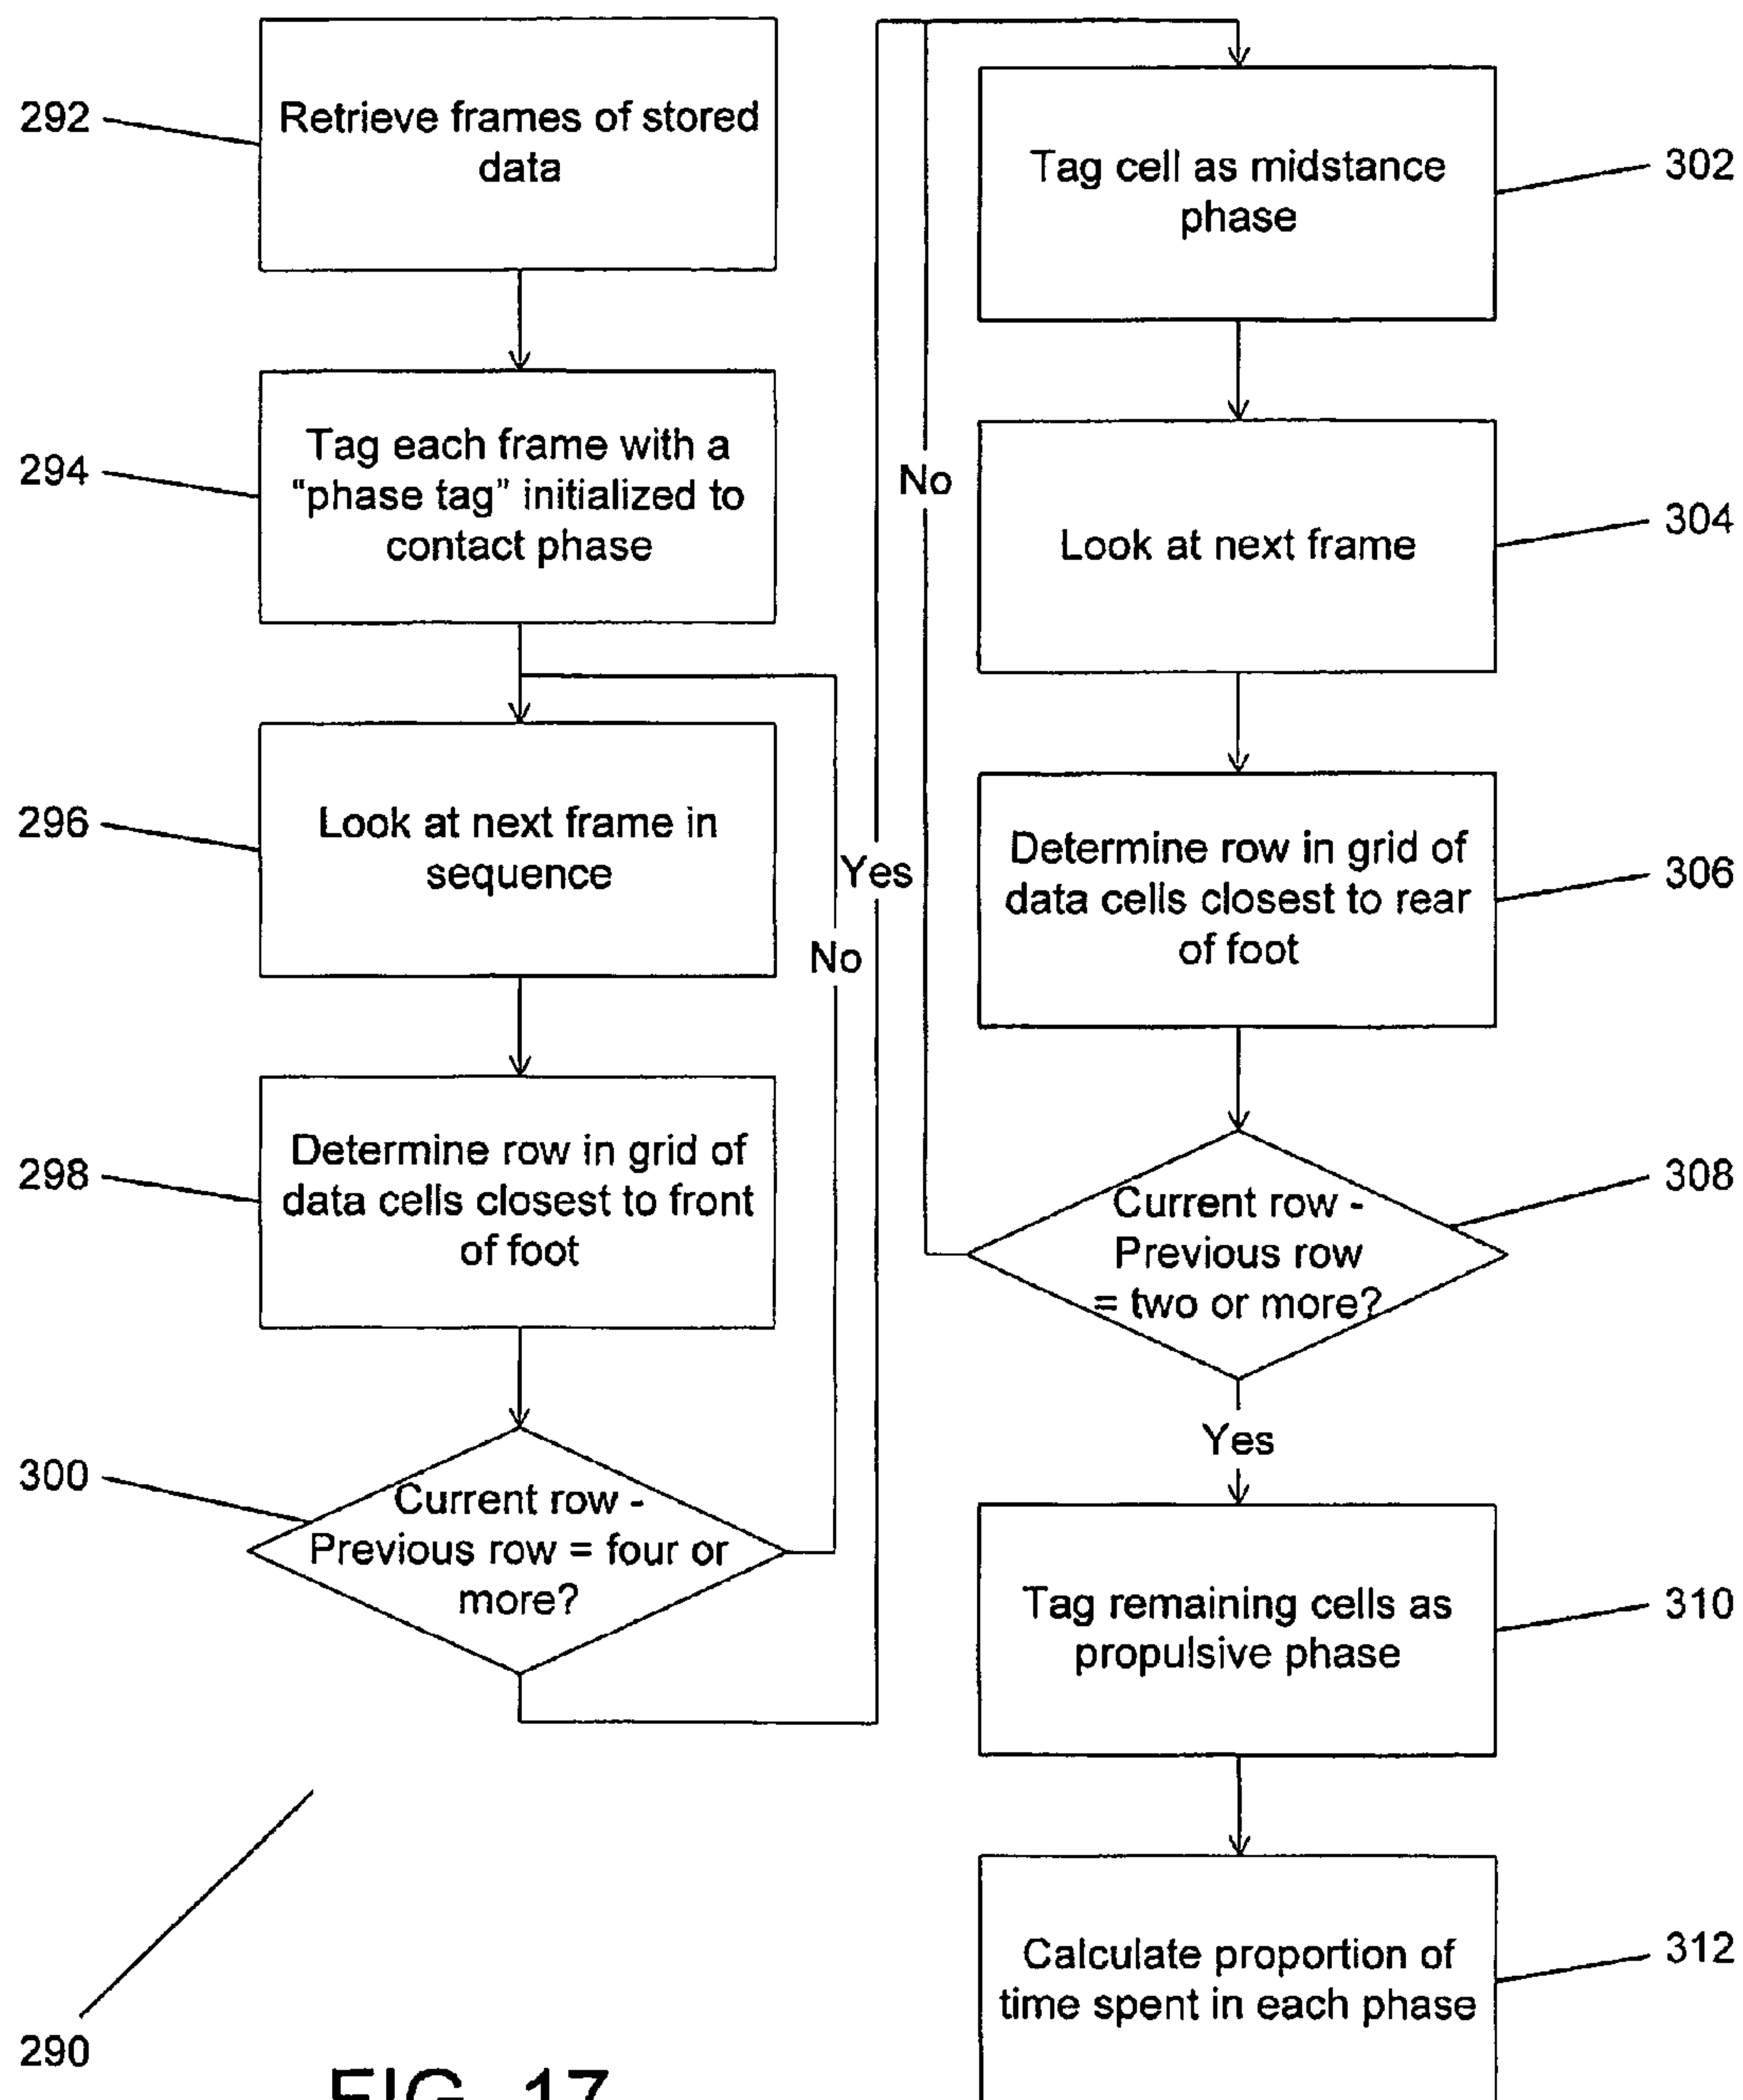 292
Retrieve frames of stored
data
294
Tag each frame with a
“phase tag” initialized to
contact phase
296
Look at next frame in
sequence
298
Determine row in grid of
data cells closest to front
of foot
300
Current row -
Previous row = four or
more?
No
Yes
No
Tag cell as midstance
phase
302
Look at next frame
304
Determine row in grid of
data cells closest to rear
of foot
306
Current row -
Previous row
= two or more?
308
Yes
Tag remaining cells as
propulsive phase
310
Calculate proportion of
time spent in each phase
312
290
FIG. 17